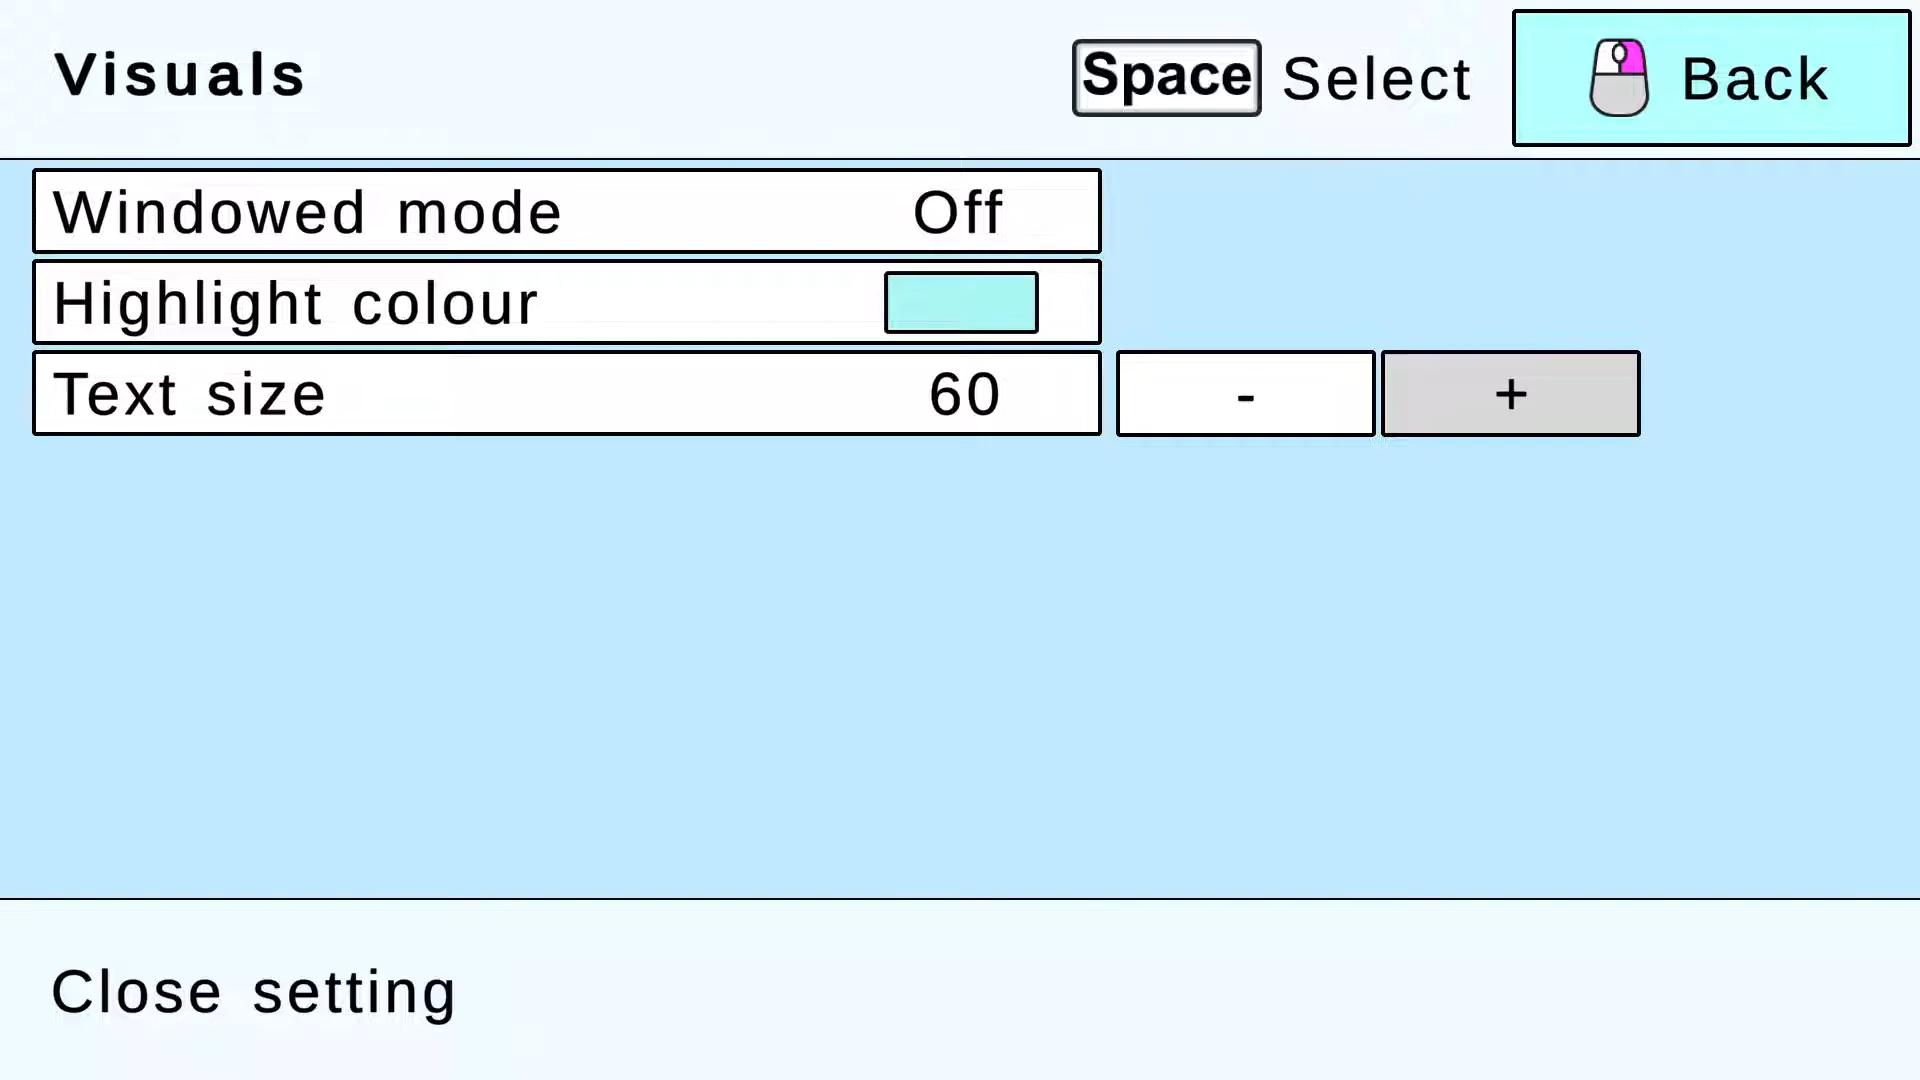 Visuals
Space Select
Back
Windowed mode Off
Highlight colour
Text size 60 - +
Close setting